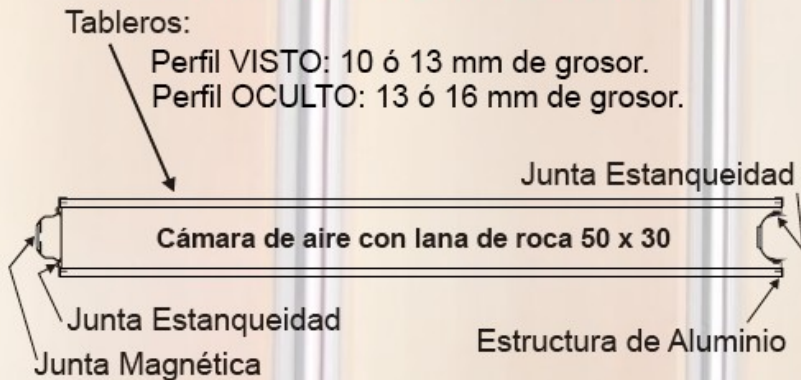 Tableros:
Perfil VISTO: 10 ó 13 mm de grosor.
Perfil OCULTO: 13 ó 16 mm de grosor.
Junta Estanqueidad
Cámara de aire con lana de roca 50 x 30
Junta Estanqueidad
Estructura de Aluminio
Junta Magnética